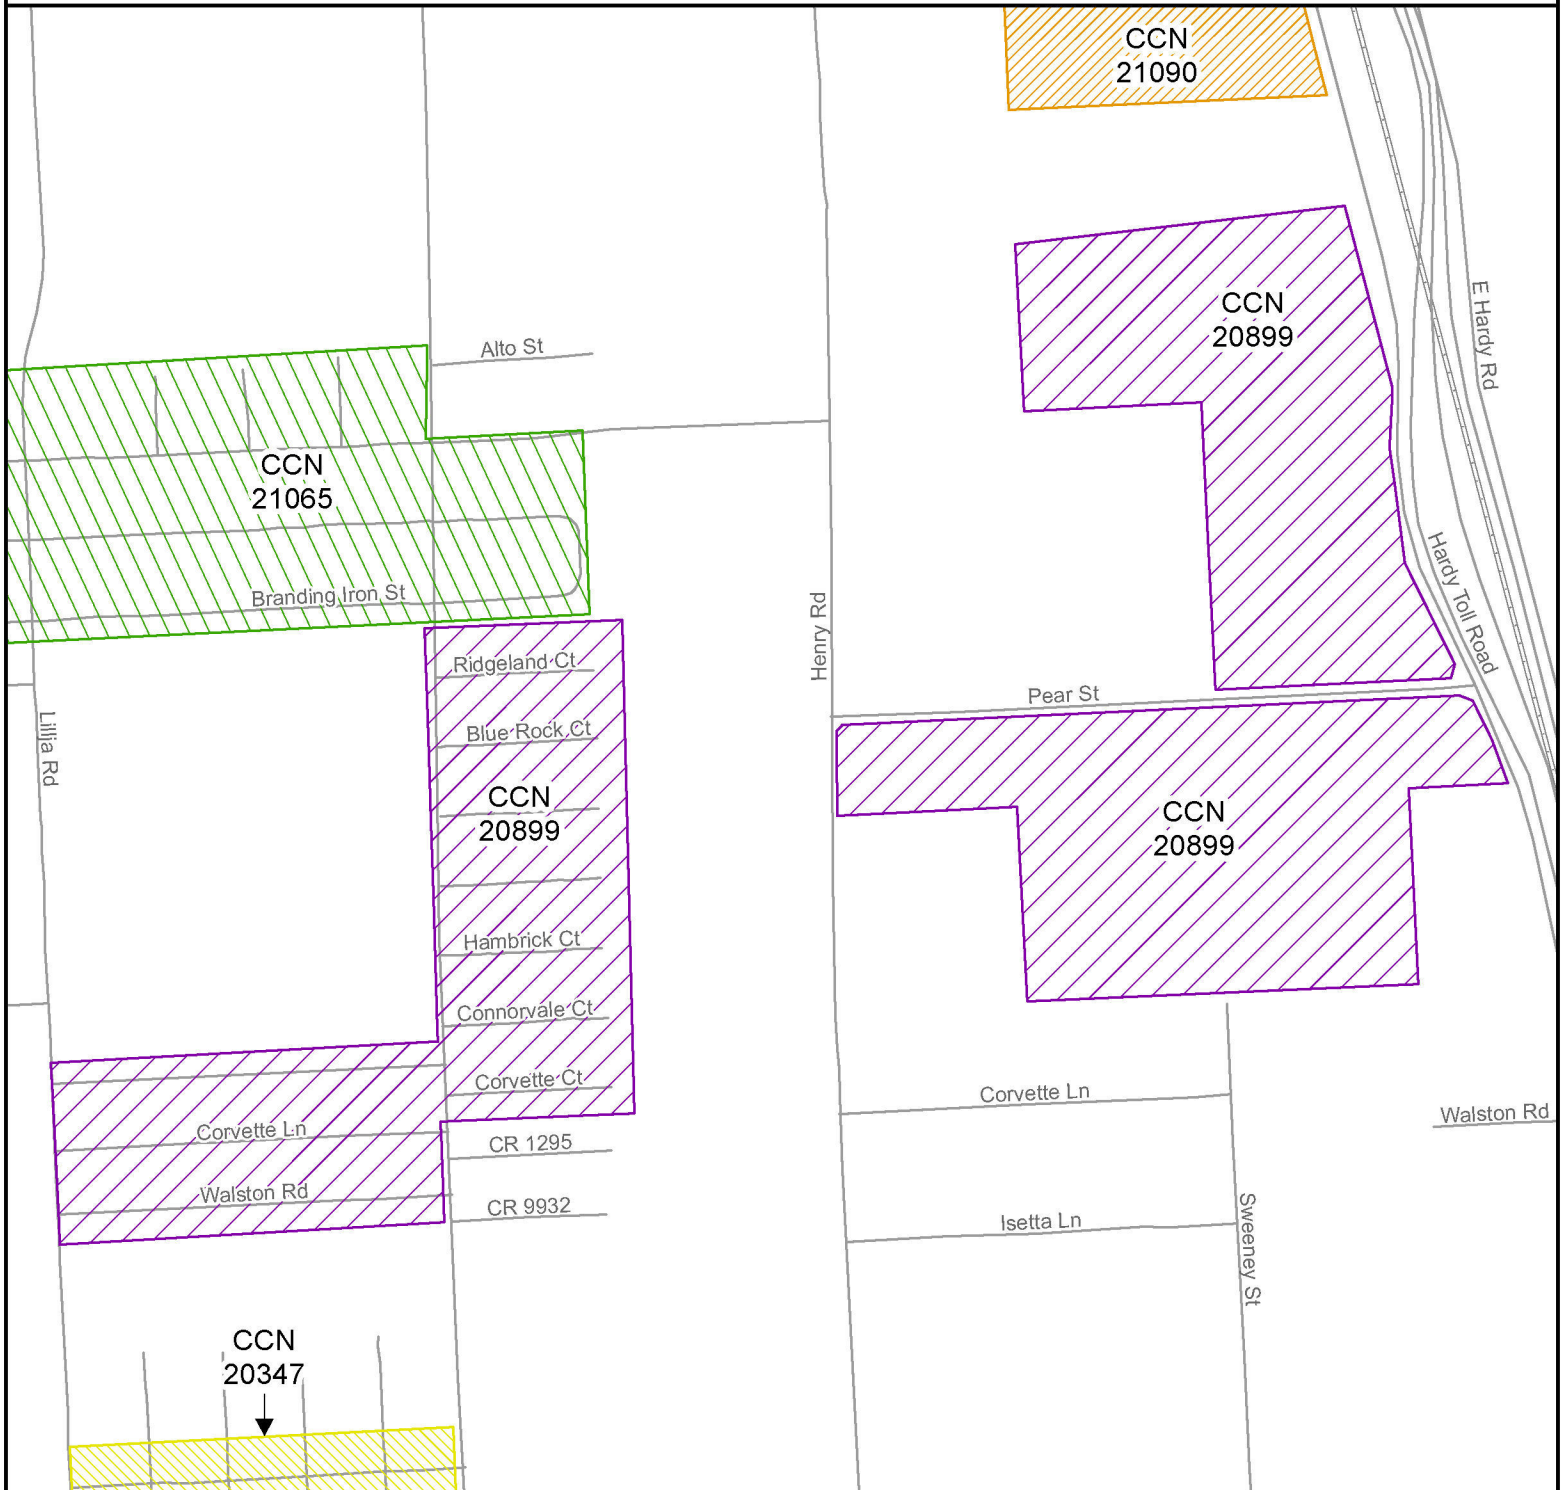 CCN
21090
CCN
20899
E Hardy Rd
Alto St
CCN
21065
Branding Iron St
Hardy Toll Road
Henry Rd
Ridgeland Ct
Pear St
Lillia Rd
Blue Rock Ct
CCN
20899
CCN
20899
Hambrick Ct
Connorvale Ct
Corvette Ct
Corvette Ln
Walston Rd
Corvette Ln
CR 1295
Walston Rd
CR 9932
Isetta Ln
Sweeney St
CCN
20347